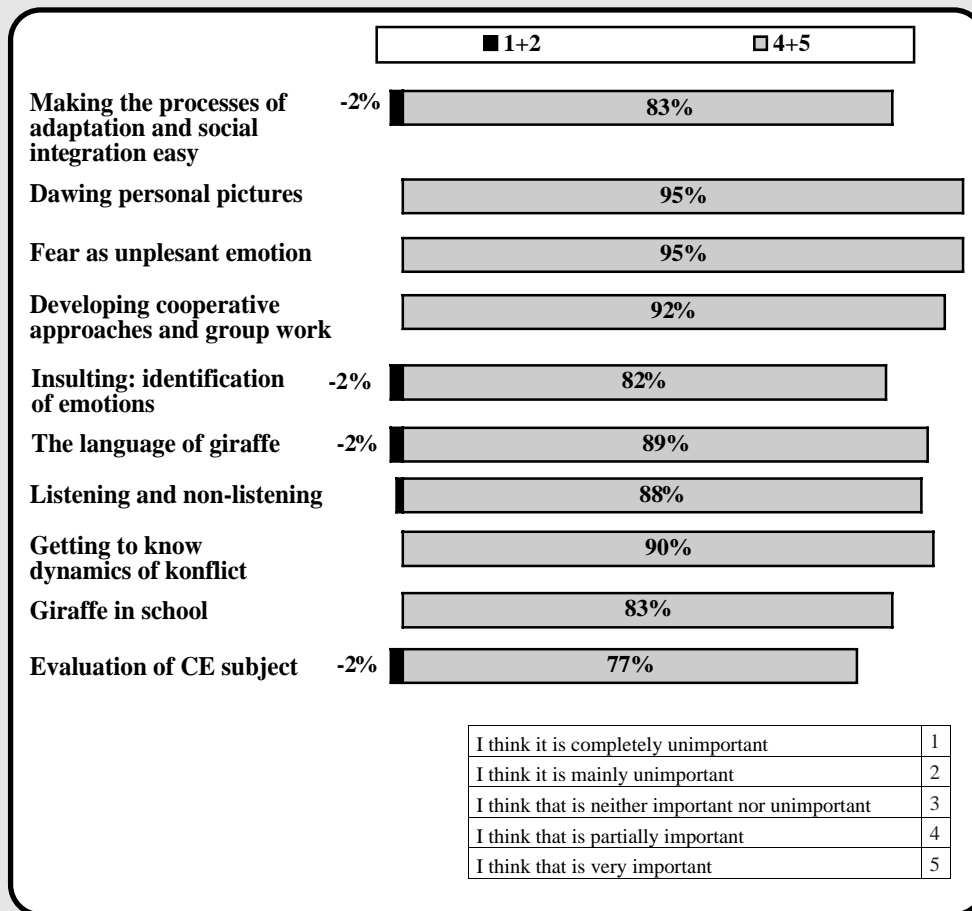 1+2 4+5
Making the processes of
adaptation and social
integration easy
-2% 83%
Dawing personal pictures 95%
Fear as unplesant emotion 95%
Developing cooperative
approaches and group work
92%
Insulting: identification
of emotions
-2% 82%
The language of giraffe -2% 89%
Listening and non-listening 88%
Getting to know
dynamics of konflict
90%
Giraffe in school 83%
Evaluation of CE subject -2% 77%
I think it is completely unimportant 1
I think it is mainly unimportant 2
I think that is neither important nor unimportant 3
I think that is partially important 4
I think that is very important 5